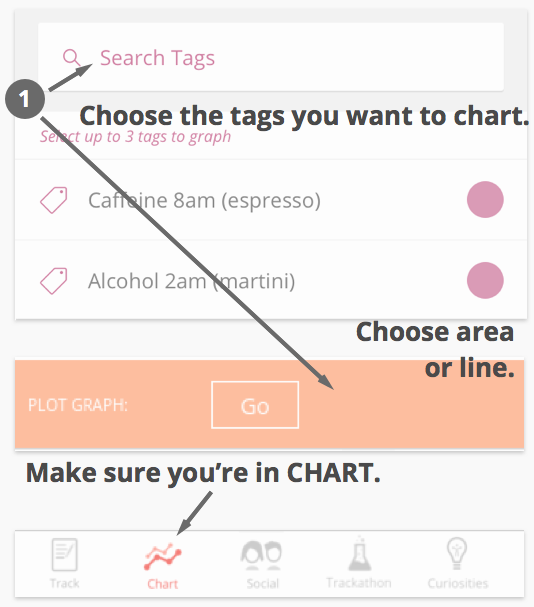 Search Tags
1
Choose the tags you want to chart.
Select up to 3 tags to graph
Caffeine 8am (espresso)
Alcohol 2am (martini)
Choose area
or line.
PLOT GRAPH: Go
Make sure you’re in CHART.
Track Chart Social Trackathon Curiosities